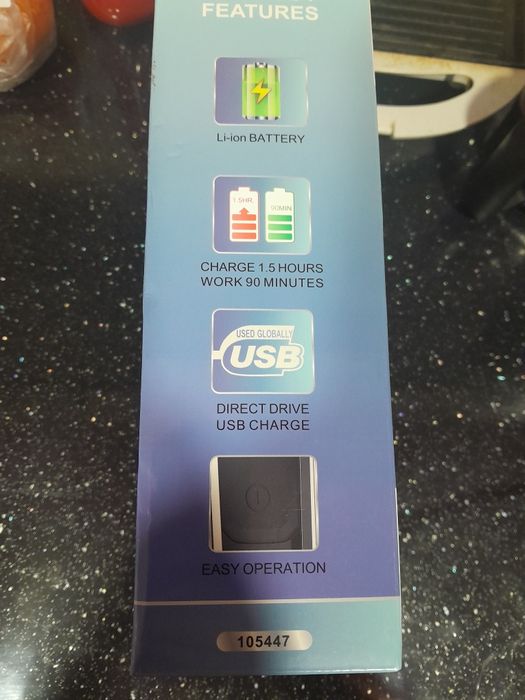 FEATURES
Li-ion BATTERY
1.5HR.
90MIN
CHARGE 1.5 HOURS
WORK 90 MINUTES
USED GLOBALLY
USB
DIRECT DRIVE
USB CHARGE
EASY OPERATION
105447